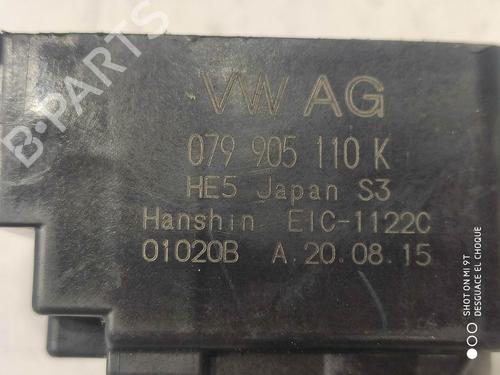 B-PARTS
VW AG
079 905 110 K
HE5 Japan S3
Hanshin EIC-1122C
01020B A 20.08.15
SHOT ON MI 9T
DESGUACE EL CHOQUE